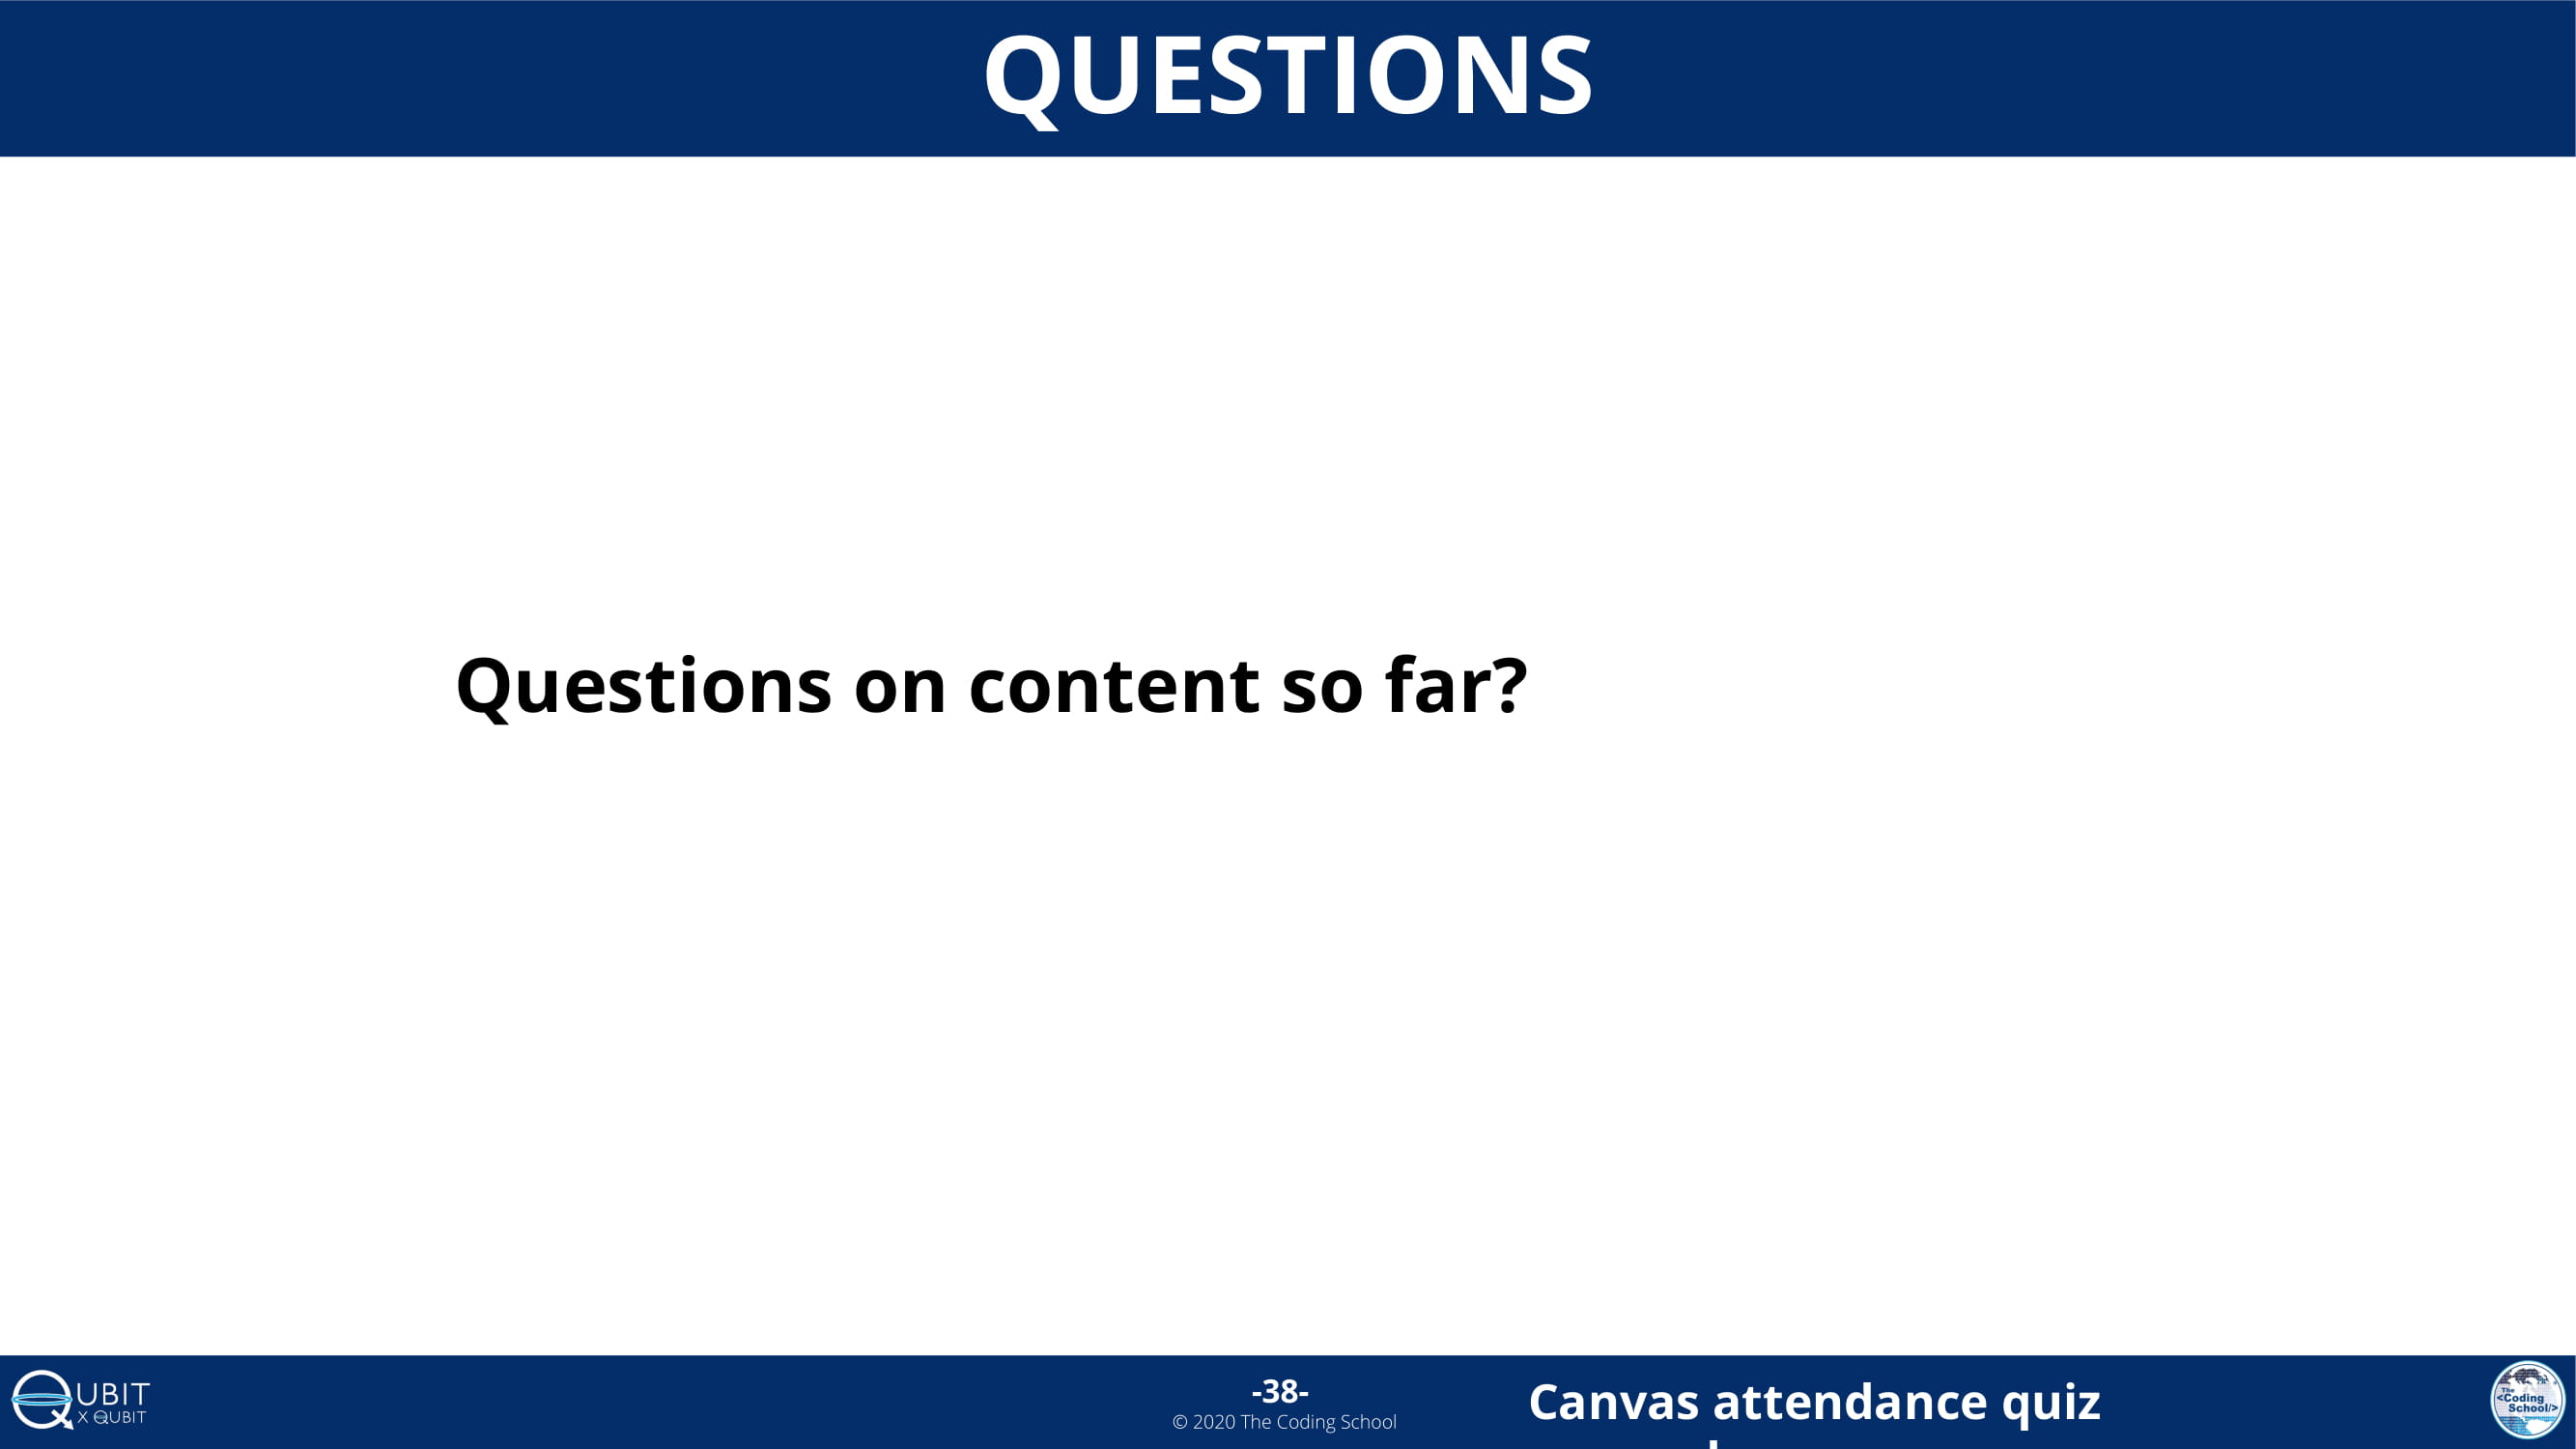 QUESTIONS
Questions on content so far?
QUBIT
X QUBIT
-38-
© 2020 The Coding School
Canvas attendance quiz
The
<Coding
School/>